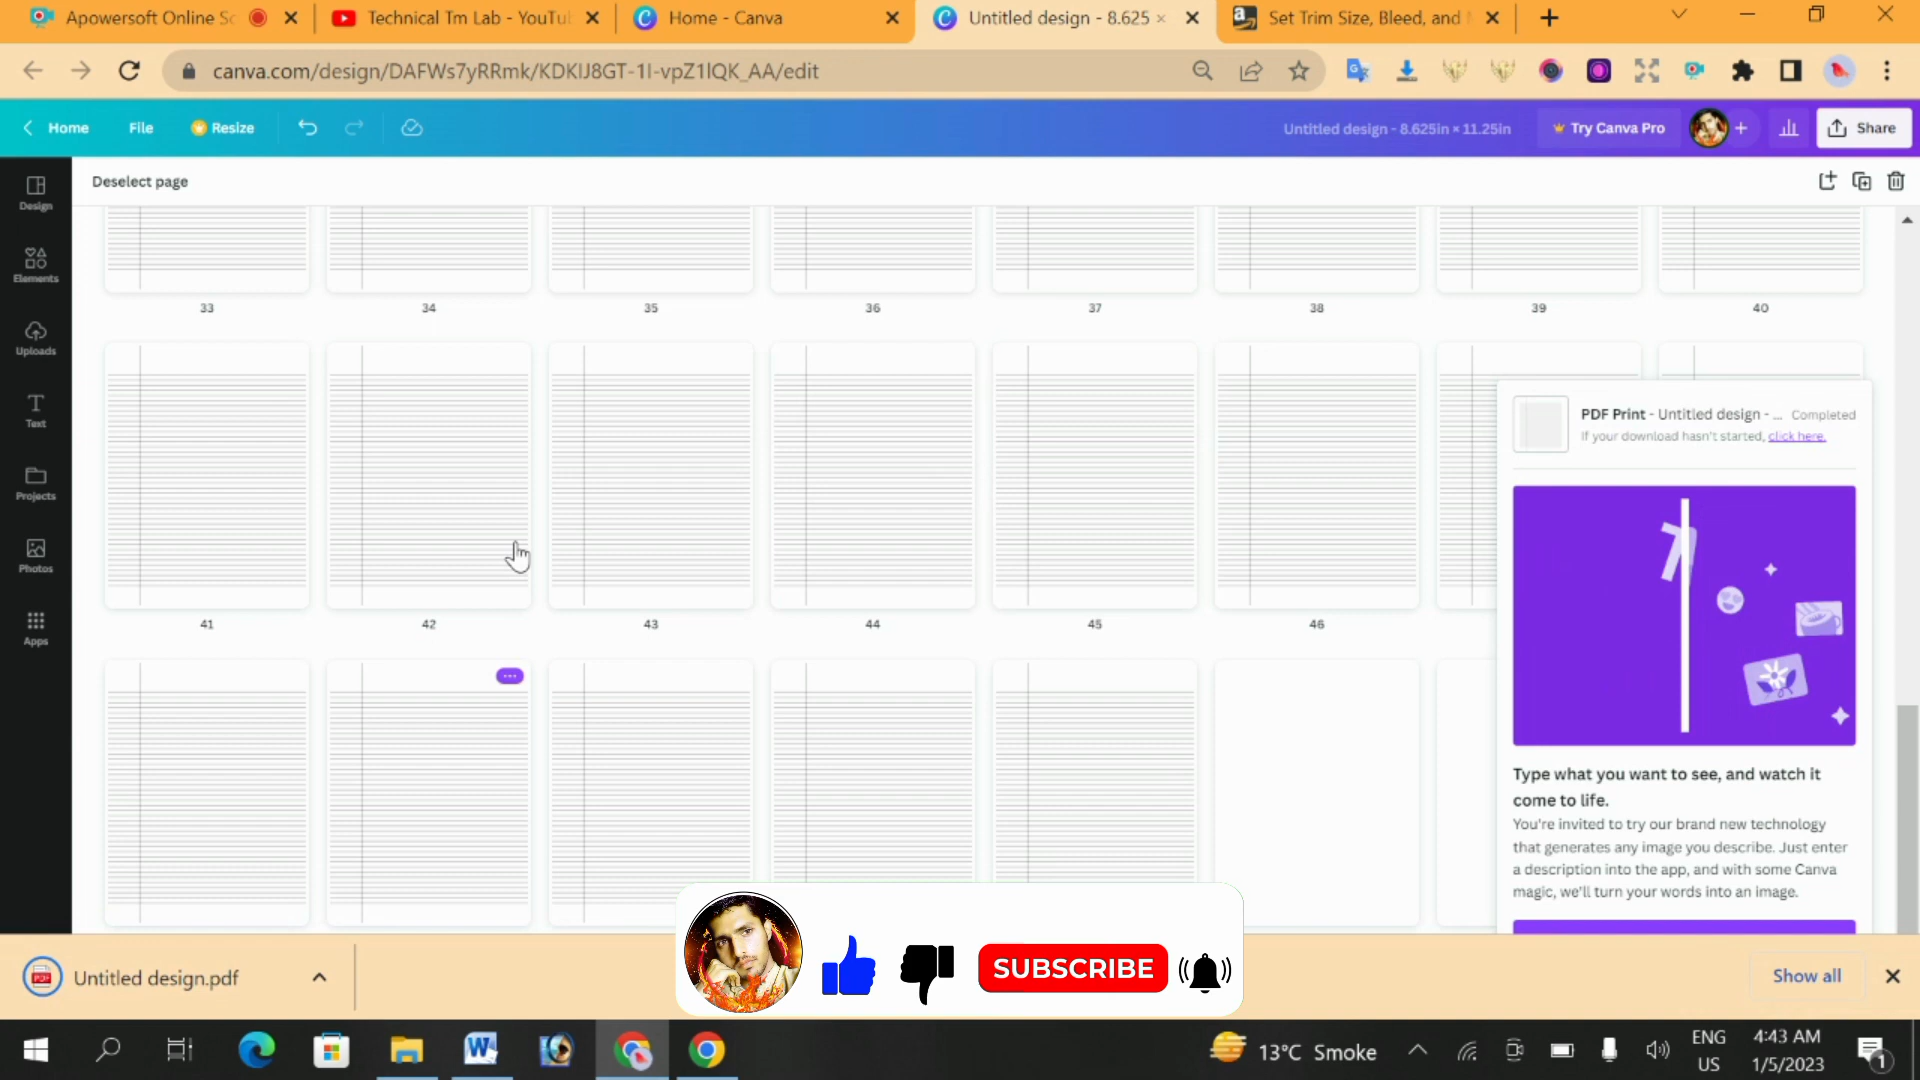 Apowersoft Online Sc
Technical Tm Lab - YouTu
Home - Canva
Untitled design - 8.625
Set Trim Size, Bleed, and
canva.com/design/DAFWs7yRRmk/KDKIJ8GT-1I-vpZ1IQK_AA/edit
Home
File
Resize
Untitled design - 8.625in × 11.25in
Try Canva Pro
Share
Design
Deselect page
Elements
Uploads
Text
Projects
Photos
Apps
33 34 35 36 37 38 39 40
41 42 43 44 45 46
PDF Print - Untitled design - ... Completed
If your download hasn't started, click here.
Type what you want to see, and watch it
come to life.
You're invited to try our brand new technology
that generates any image you describe. Just enter
a description into the app, and with some Canva
magic, we'll turn your words into an image.
PDF
Untitled design.pdf
SUBSCRIBE
Show all
13°C Smoke
ENG
US
4:43 AM
1/5/2023
1